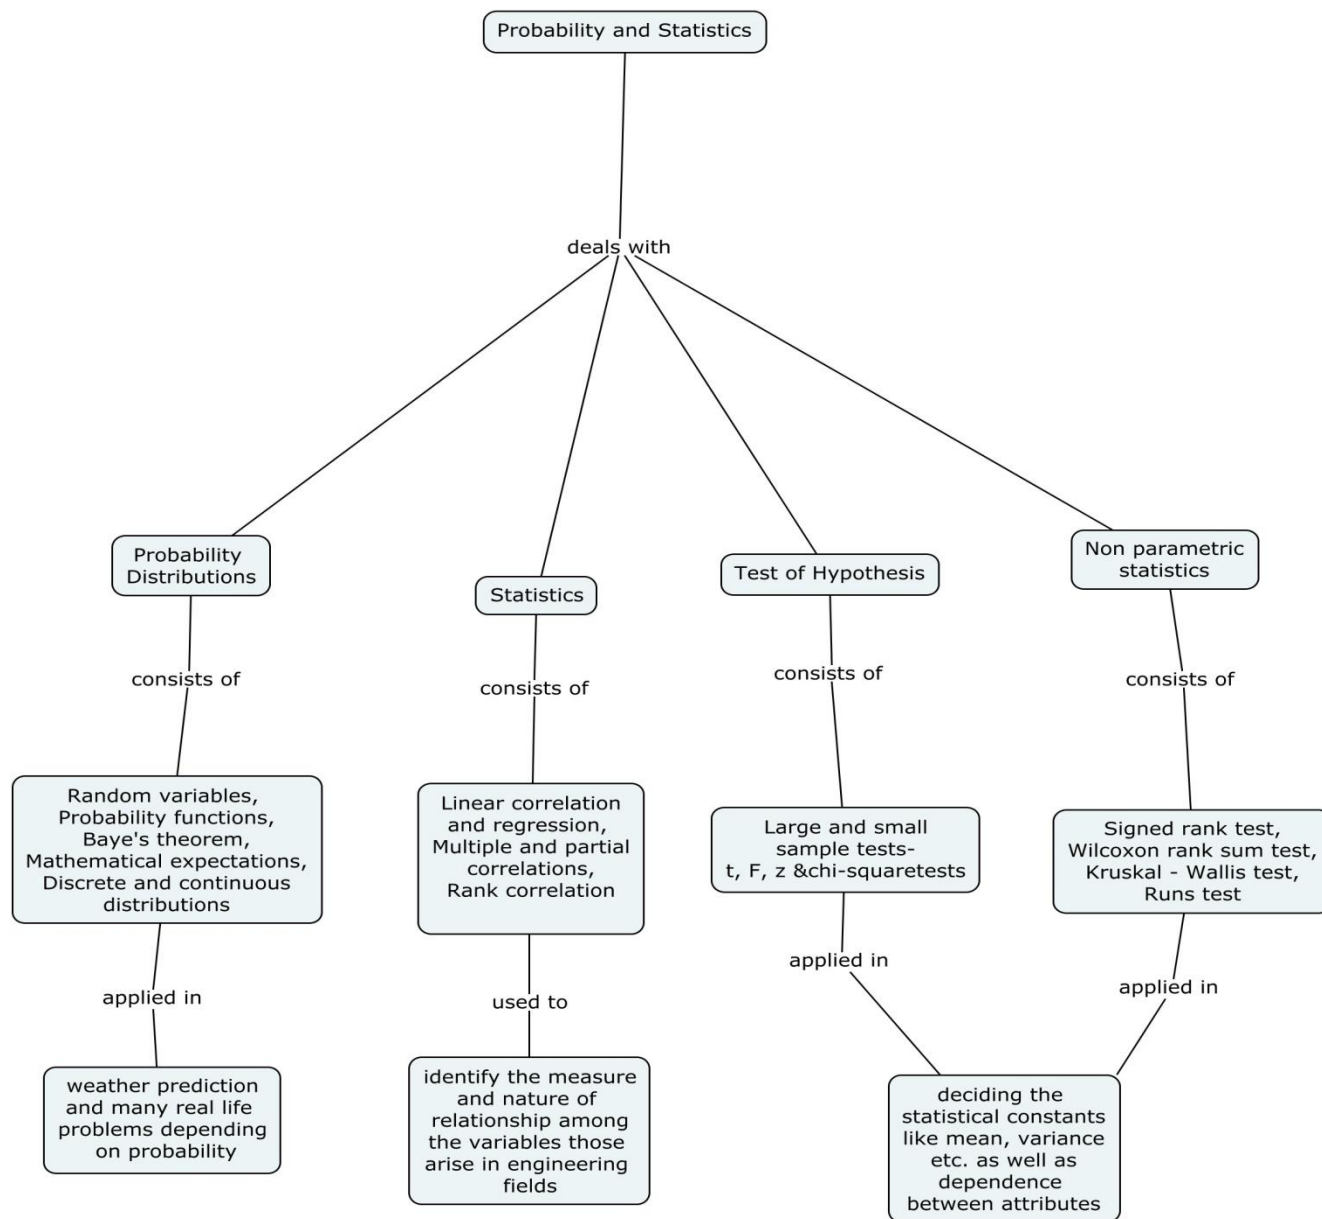 Probability and Statistics
deals with
Probability
Distributions
Statistics
Test of Hypothesis
Non parametric
statistics
consists of
consists of
consists of
consists of
Random variables,
Probability functions,
Baye's theorem,
Mathematical expectations,
Discrete and continuous
distributions
Linear correlation
and regression,
Multiple and partial
correlations,
Rank correlation
Large and small
sample tests-
t, F, z &chi-squaretests
Signed rank test,
Wilcoxon rank sum test,
Kruskal - Wallis test,
Runs test
applied in
used to
applied in
applied in
weather prediction
and many real life
problems depending
on probability
identify the measure
and nature of
relationship among
the variables those
arise in engineering
fields
deciding the
statistical constants
like mean, variance
etc. as well as
dependence
between attributes